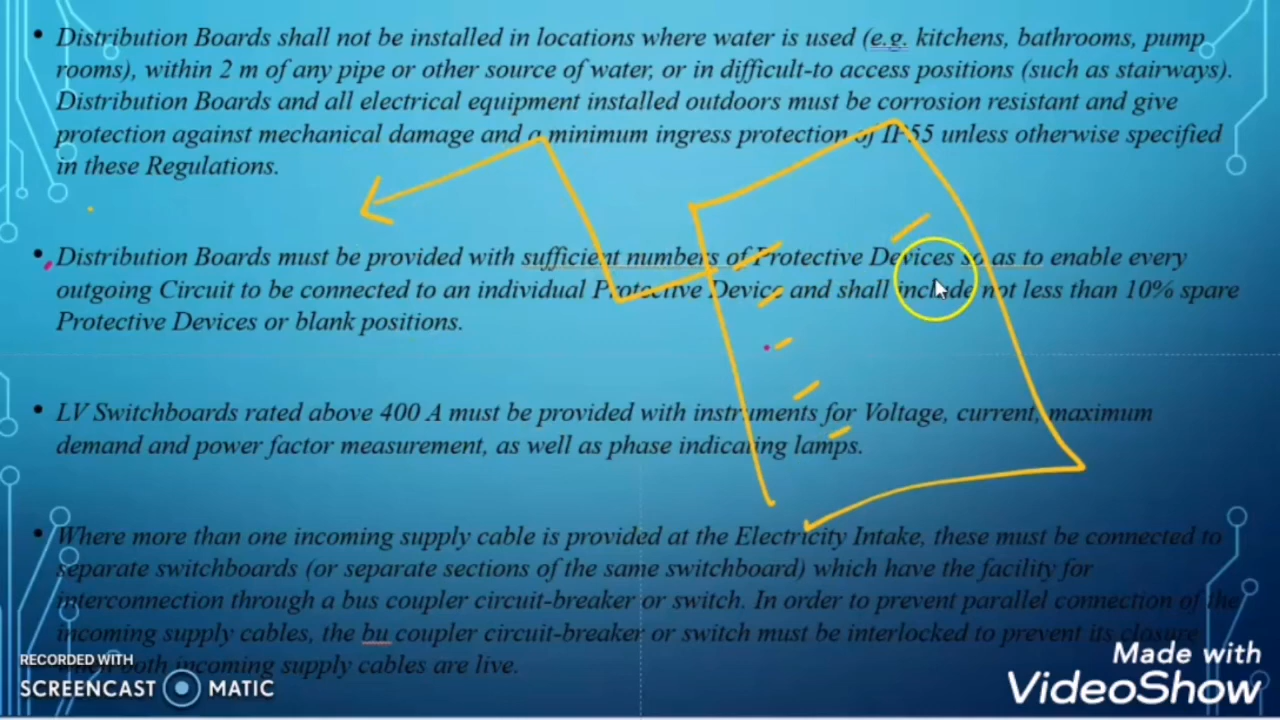 • Distribution Boards shall not be installed in locations where water is used (e.g. kitchens, bathrooms, pump
rooms), within 2 m of any pipe or other source of water, or in difficult-to access positions (such as stairways).
Distribution Boards and all electrical equipment installed outdoors must be corrosion resistant and give
protection against mechanical damage and a minimum ingress protection of IP55 unless otherwise specified
in these Regulations.
• Distribution Boards must be provided with sufficient numbers of Protective Devices so as to enable every
outgoing Circuit to be connected to an individual Protective Device and shall include not less than 10% spare
Protective Devices or blank positions.
• LV Switchboards rated above 400 A must be provided with instruments for Voltage, current, maximum
demand and power factor measurement, as well as phase indicating lamps.
• Where more than one incoming supply cable is provided at the Electricity Intake, these must be connected to
separate switchboards (or separate sections of the same switchboard) which have the facility for
interconnection through a bus coupler circuit-breaker or switch. In order to prevent parallel connection of the
incoming supply cables, the bu coupler circuit-breaker or switch must be interlocked to prevent its closure
when both incoming supply cables are live.
RECORDED WITH
SCREENCAST MATIC
Made with
VideoShow